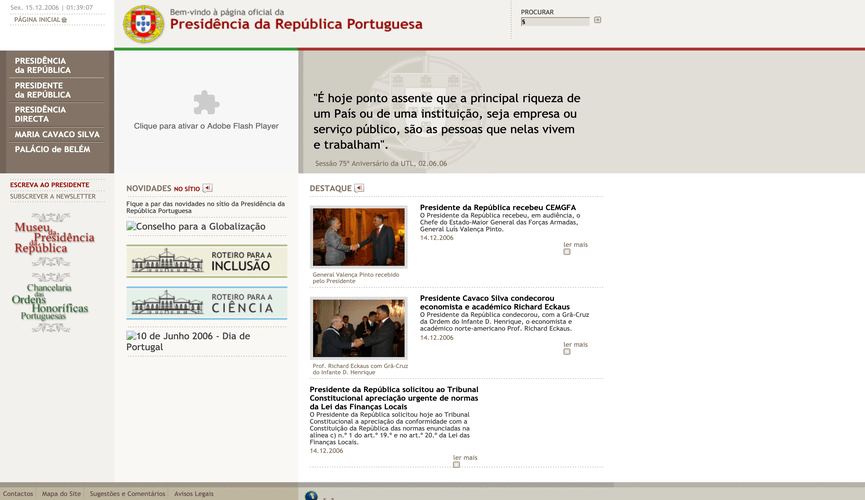 Sex. 15.12.2006 | 01:39:07
PÁGINA INICIAL
Bem-vindo à página oficial da
Presidência da República Portuguesa
PROCURAR
PRESIDÊNCIA
da REPÚBLICA
PRESIDENTE
da REPÚBLICA
PRESIDÊNCIA
DIRECTA
MARIA CAVACO SILVA
PALÁCIO de BELÉM
Clique para ativar o Adobe Flash Player
"É hoje ponto assente que a principal riqueza de
um País ou de uma instituição, seja empresa ou
serviço público, são as pessoas que nelas vivem
e trabalham".
Sessão 75º Aniversário da UTL, 02.06.06
ESCREVA AO PRESIDENTE
SUBSCREVER A NEWSLETTER
Museu
da Presidência
da República
Chancelaria
das
Ordens
Honoríficas
Portuguesas
NOVIDADES NO SÍTIO
Fique a par das novidades no sítio da Presidência da
República Portuguesa
Conselho para a Globalização
ROTEIRO PARA A
INCLUSÃO
ROTEIRO PARA A
CIÊNCIA
10 de Junho 2006 - Dia de
Portugal
DESTAQUE
General Valença Pinto recebido
pelo Presidente
Presidente da República recebeu CEMGFA
O Presidente da República recebeu, em audiência, o
Chefe do Estado-Maior General das Forças Armadas,
General Luís Valença Pinto.
14.12.2006
ler mais
Prof. Richard Eckaus com Grã-Cruz
do Infante D. Henrique
Presidente Cavaco Silva condecorou
economista e académico Richard Eckaus
O Presidente da República condecorou, com a Grã-Cruz
da Ordem do Infante D. Henrique, o economista e
académico norte-americano Prof. Richard Eckaus.
14.12.2006
ler mais
Presidente da República solicitou ao Tribunal
Constitucional apreciação urgente de normas
da Lei das Finanças Locais
O Presidente da República solicitou hoje ao Tribunal
Constitucional a apreciação da conformidade com a
Constituição da República das normas enunciadas na
alínea c) n.º 1 do art.º 19.º e no art.º 20.º da Lei das
Finanças Locais.
14.12.2006
ler mais
Contactos
Mapa do Site
Sugestões e Comentários
Avisos Legais